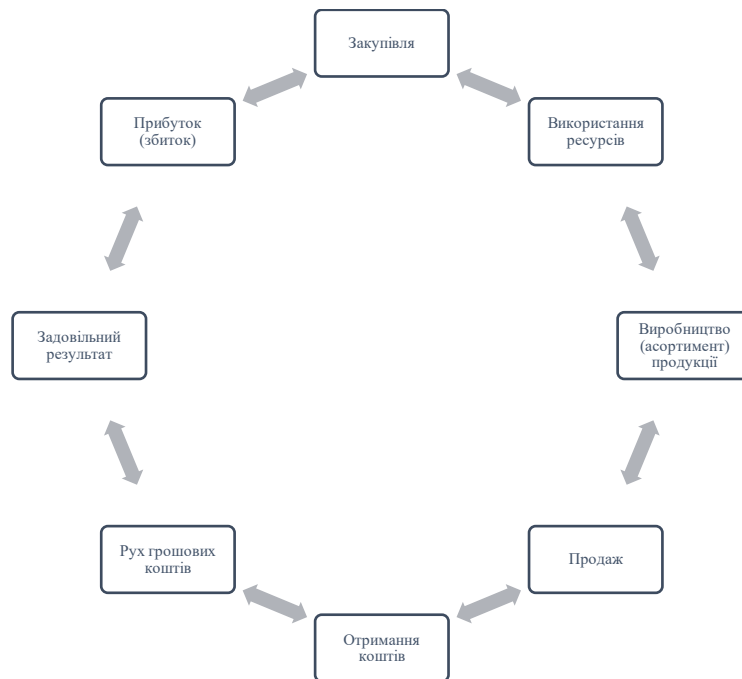 Закупівля
Використання
ресурсів
Виробництво
(асортимент)
продукції
Продаж
Отримання
коштів
Рух грошових
коштів
Задовільний
результат
Прибуток
(збиток)